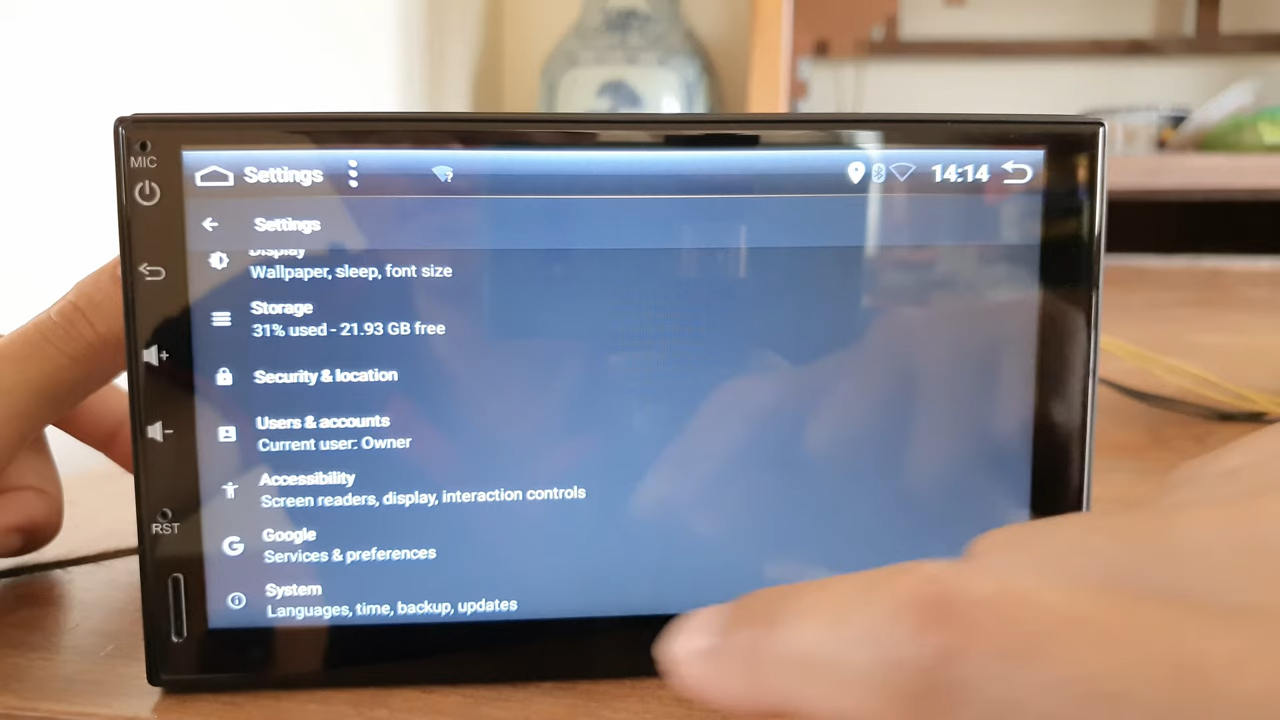 MIC
Settings
14:14
Settings
Display
Wallpaper, sleep, font size
Storage
31% used - 21.93 GB free
Security & location
Users & accounts
Current user: Owner
Accessibility
Screen readers, display, interaction controls
RST
Google
Services & preferences
System
Languages, time, backup, updates